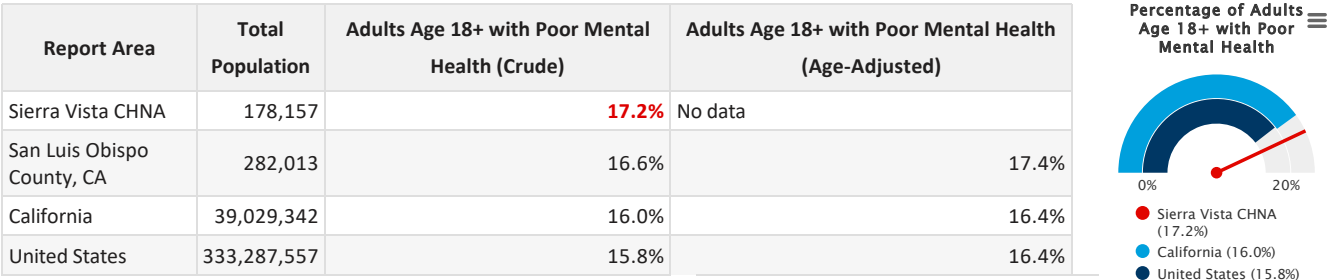 Report Area
Total
Population
Adults Age 18+ with Poor Mental
Health (Crude)
Adults Age 18+ with Poor Mental Health
(Age-Adjusted)
Sierra Vista CHNA 178,157 17.2% No data
San Luis Obispo
County, CA
282,013 16.6% 17.4%
California 39,029,342 16.0% 16.4%
United States 333,287,557 15.8% 16.4%
Percentage of Adults
Age 18+ with Poor
Mental Health
0% 20%
Sierra Vista CHNA
(17.2%)
California (16.0%)
United States (15.8%)